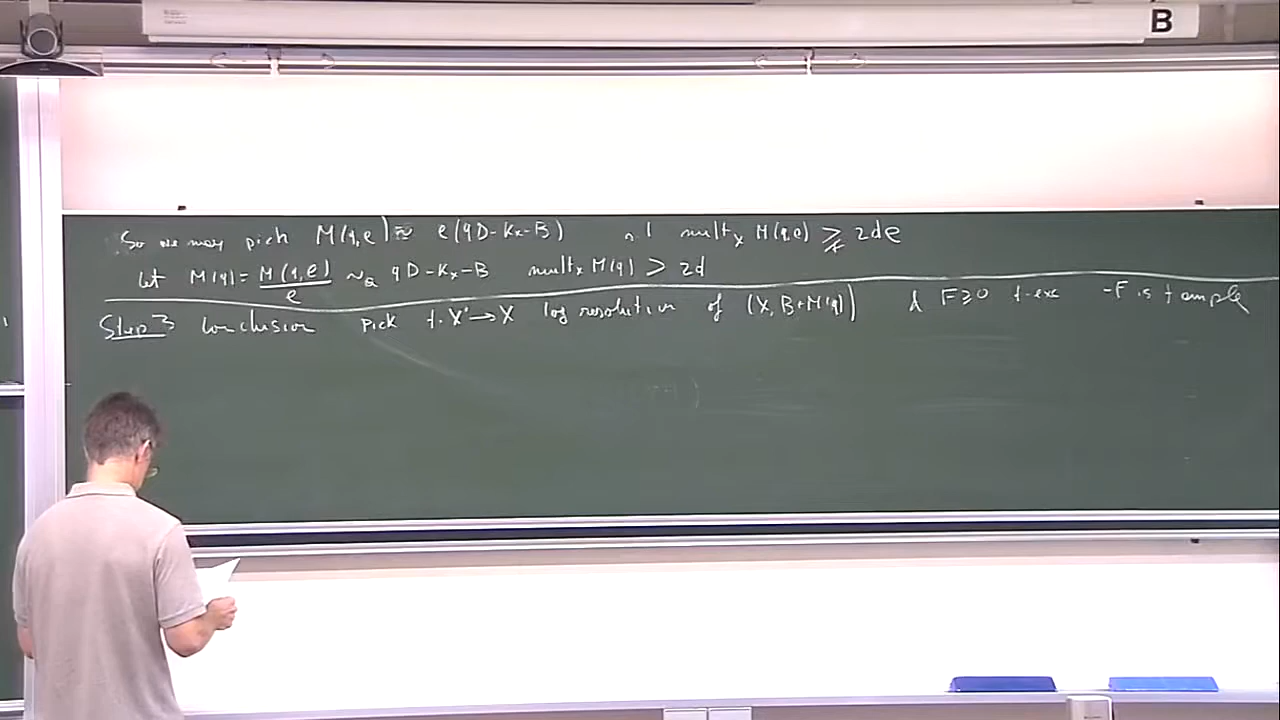 B
So we may pick M(q,e) ≈ e(qD-Kx-B) multx M(q,e) ≥ 2de
let M(q) = M(q,e)/e ~Q qD-Kx-B multx M(q) > 2d
Step 3 Conclusion pick f: X' → X log resolution of (X, B+M(q)) & F≥0 f-exc -F is f ample